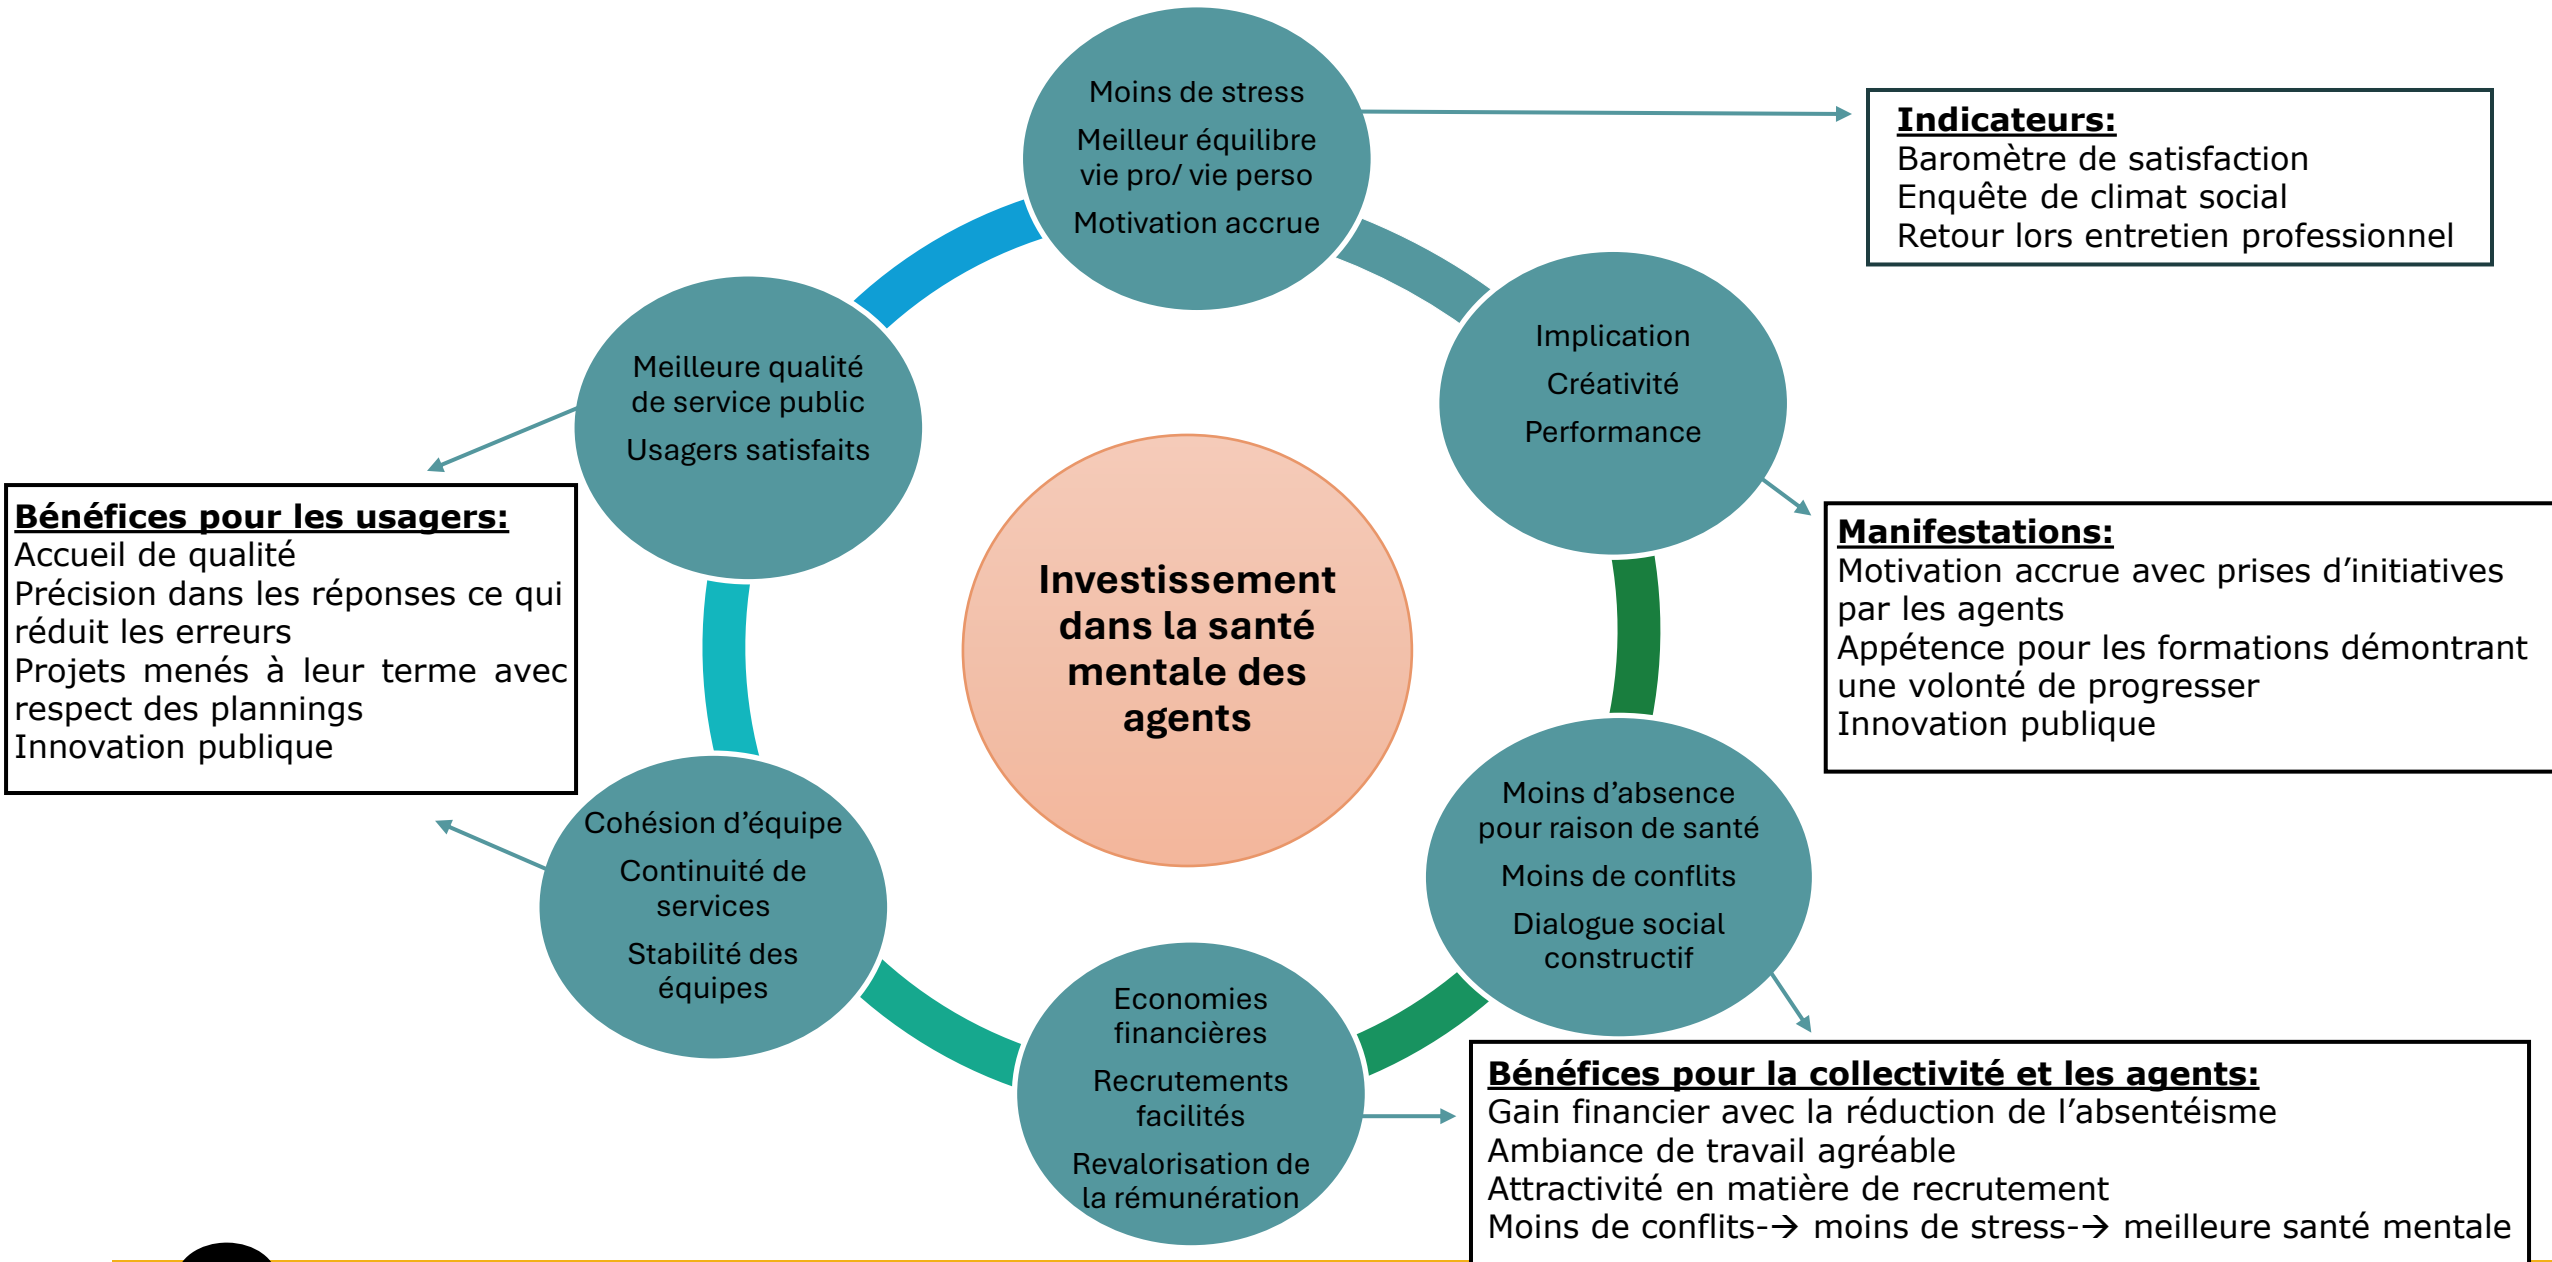 Moins de stress
Meilleur équilibre
vie pro/ vie perso
Motivation accrue
Indicateurs:
Baromètre de satisfaction
Enquête de climat social
Retour lors entretien professionnel
Implication
Créativité
Performance
Manifestations:
Motivation accrue avec prises d’initiatives
par les agents
Appétence pour les formations démontrant
une volonté de progresser
Innovation publique
Moins d’absence
pour raison de santé
Moins de conflits
Dialogue social
constructif
Bénéfices pour la collectivité et les agents:
Gain financier avec la réduction de l’absentéisme
Ambiance de travail agréable
Attractivité en matière de recrutement
Moins de conflits-→ moins de stress-→ meilleure santé mentale
Economies
financières
Recrutements
facilités
Revalorisation de
la rémunération
Cohésion d’équipe
Continuité de
services
Stabilité des
équipes
Meilleure qualité
de service public
Usagers satisfaits
Bénéfices pour les usagers:
Accueil de qualité
Précision dans les réponses ce qui
réduit les erreurs
Projets menés à leur terme avec
respect des plannings
Innovation publique
Investissement
dans la santé
mentale des
agents